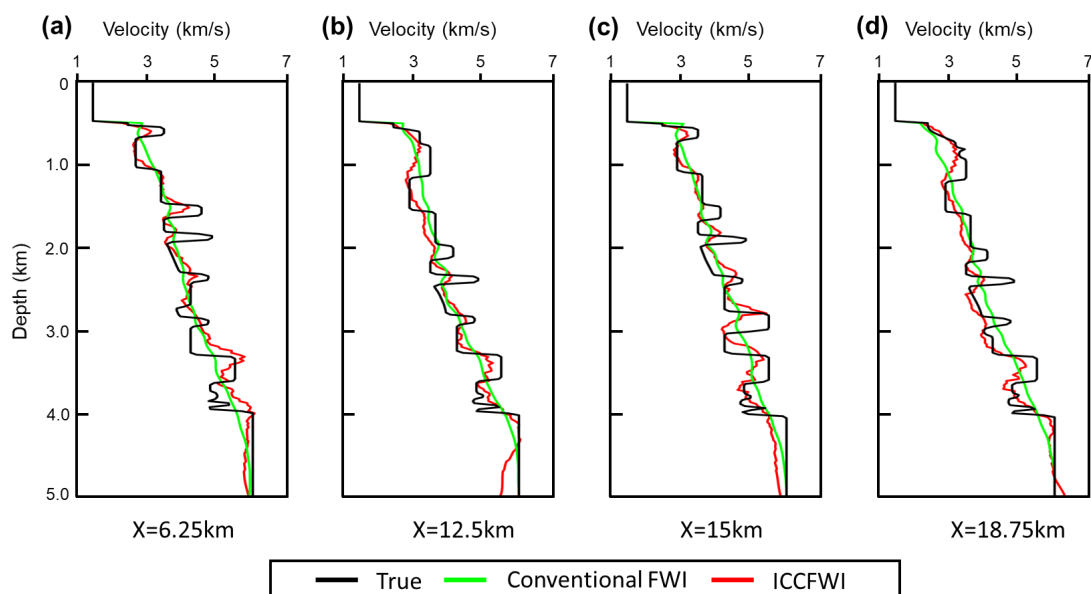 (a) (b) (c) (d)
Velocity (km/s) Velocity (km/s) Velocity (km/s) Velocity (km/s)
1 3 5 7 1 3 5 7 1 3 5 7 1 3 5 7
0
1.0
2.0
3.0
4.0
5.0
Depth (km)
X=6.25km X=12.5km X=15km X=18.75km
True Conventional FWI ICCFWI